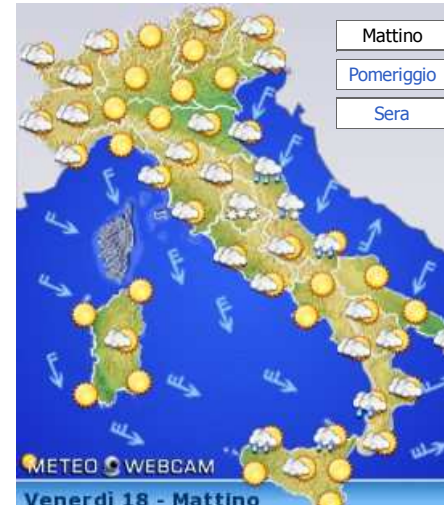 Mattino
Pomeriggio
Sera
METEO WEBCAM
Venerdì 18 - Mattino